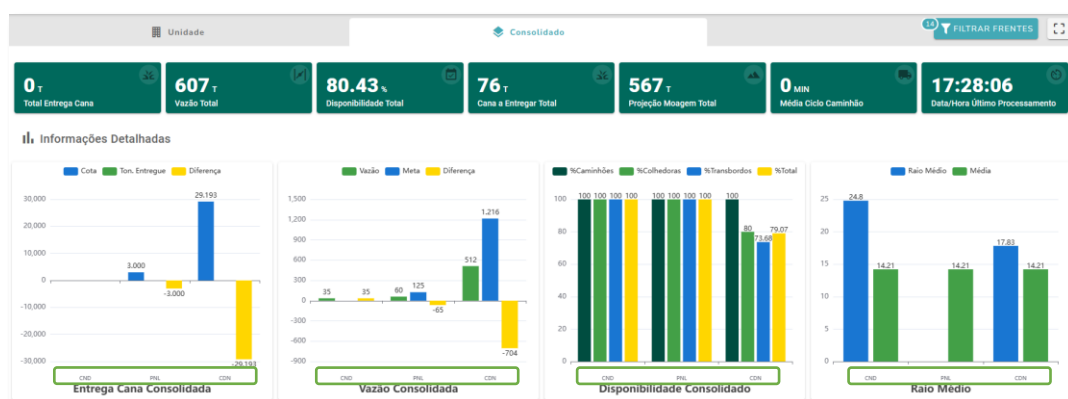 Unidade
Consolidado
14 FILTRAR FRENTES
0 T
Total Entrega Cana
607 T
Vazão Total
80.43 %
Disponibilidade Total
76 T
Cana a Entregar Total
567 T
Projeção Moagem Total
0 MIN
Média Ciclo Caminhão
17:28:06
Data/Hora Último Processamento
Informações Detalhadas
Cota Ton. Entregue Diferença
30,000
20,000
10,000
0
-10,000
-20,000
-30,000
29.193
3.000
-3.000
-29.193
CND PNL CDN
Entrega Cana Consolidada
Vazão Meta Diferença
1,500
1,200
900
600
300
0
-300
-600
-900
35 35 60 125 -65 512 1.216 -704
CND PNL CDN
Vazão Consolidada
%Caminhões %Colhedoras %Transbordos %Total
100
80
60
40
20
0
100 100 100 100 100 100 100 100 100 80 73.68 79.07
CND PNL CDN
Disponibilidade Consolidado
Raio Médio Média
25
20
15
10
5
0
24.8 14.21 14.21 17.83 14.21
CND PNL CDN
Raio Médio